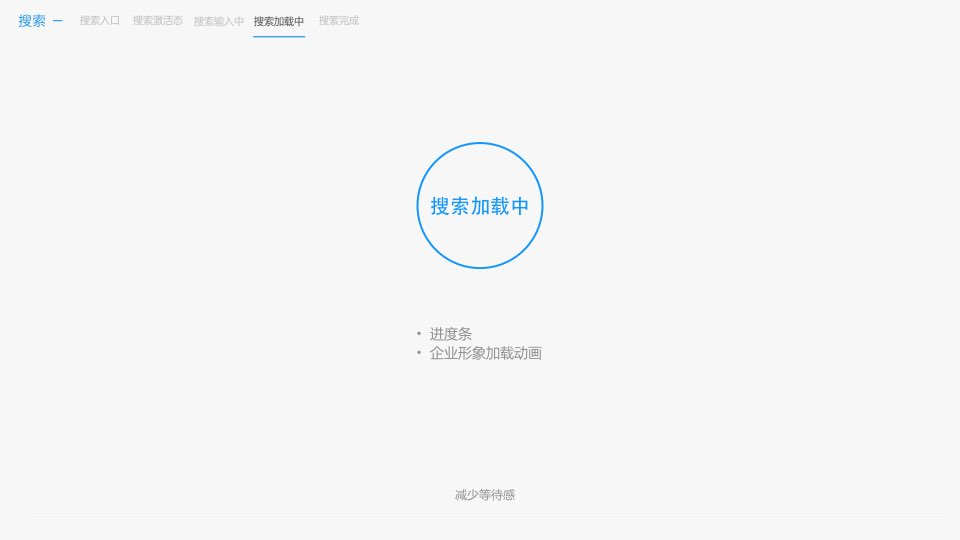 搜索 一 搜索入口 搜索激活态 搜索输入中 搜索加载中 搜索完成
搜索加载中
• 进度条
• 企业形象加载动画
减少等待感